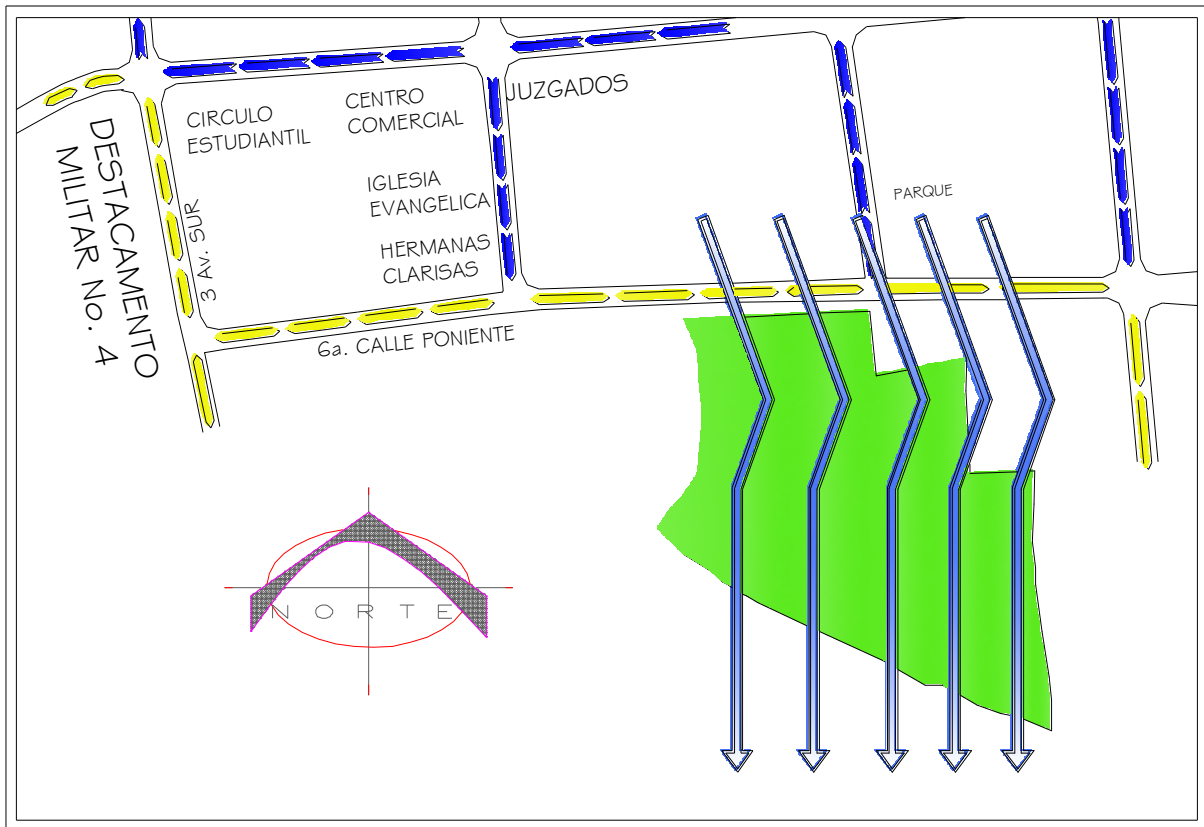 CIRCULO
ESTUDIANTIL
CENTRO
COMERCIAL
JUZGADOS
DESTACAMENTO
MILITAR No. 4
IGLESIA
EVANGELICA
PARQUE
3 Av. SUR
HERMANAS
CLARISAS
6a. CALLE PONIENTE
NORTE